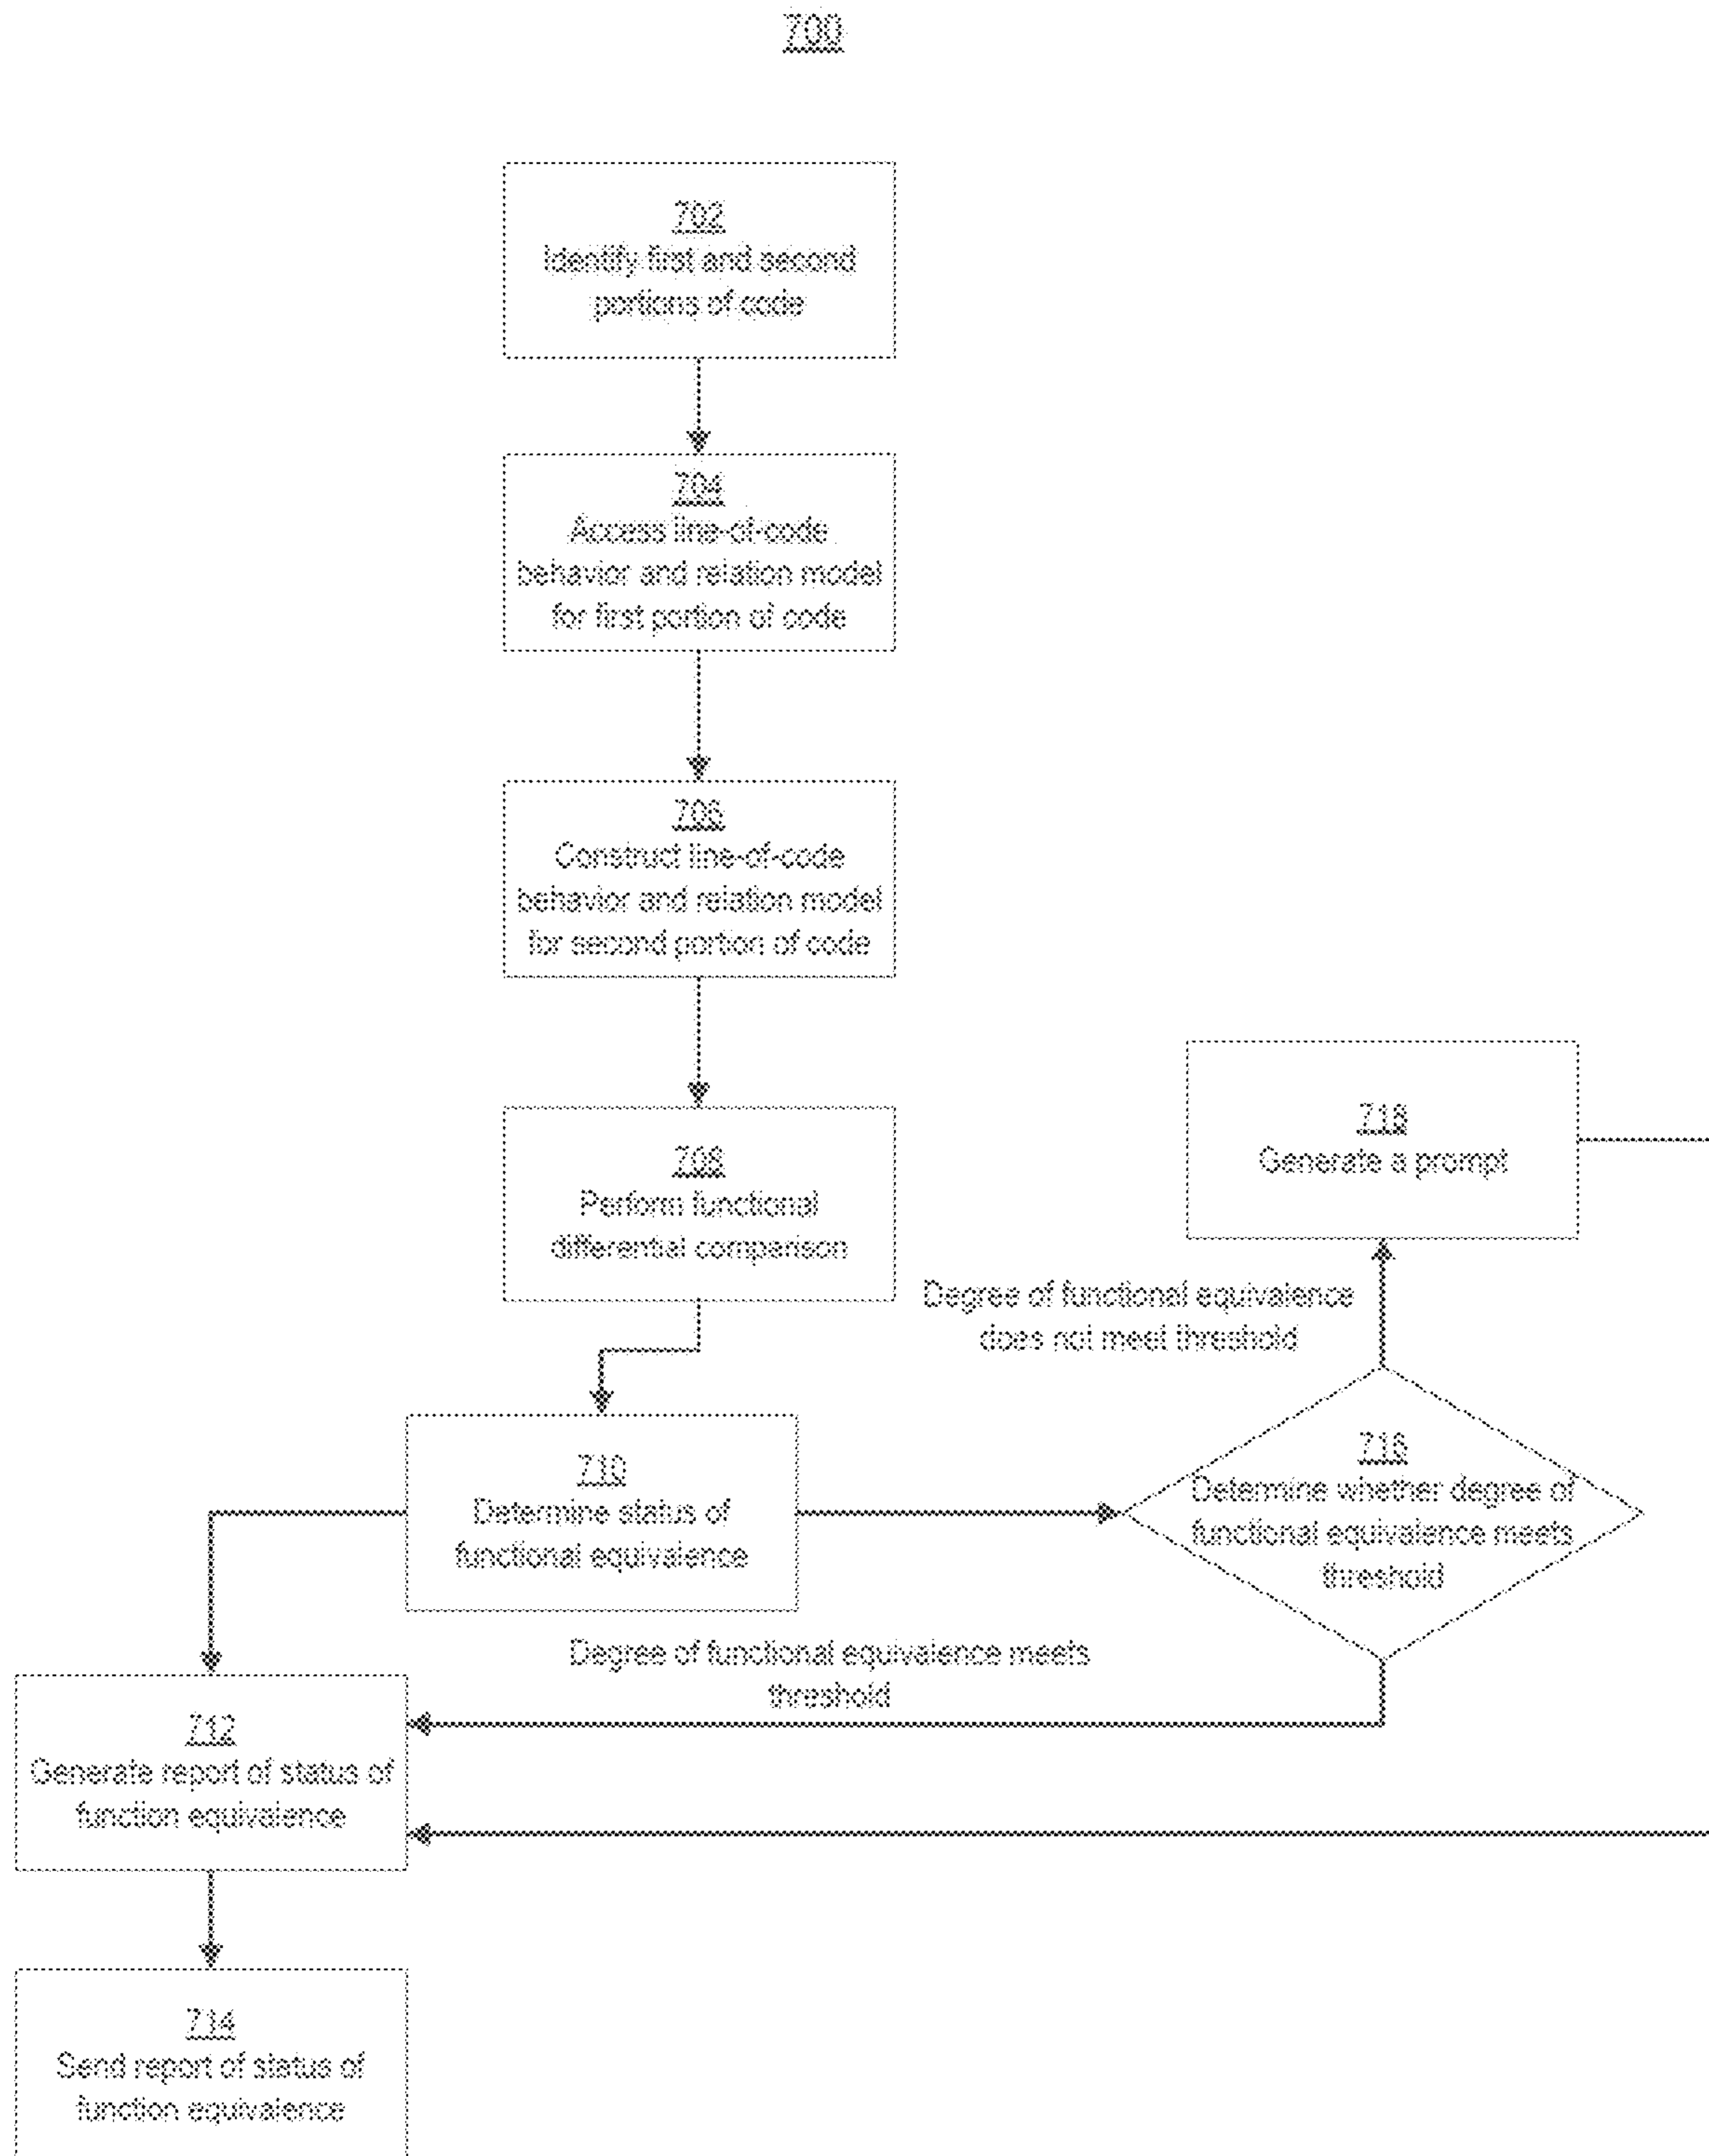 700
702
Identify first and second
portions of code
704
Access line-of-code
behavior and relation model
for first portion of code
706
Construct line-of-code
behavior and relation model
for second portion of code
708
Perform functional
differential comparison
718
Generate a prompt
Degree of functional equivalence
does not meet threshold
710
Determine status of
functional equivalence
716
Determine whether degree of
functional equivalence meets
threshold
Degree of functional equivalence meets
threshold
712
Generate report of status of
function equivalence
714
Send report of status of
function equivalence